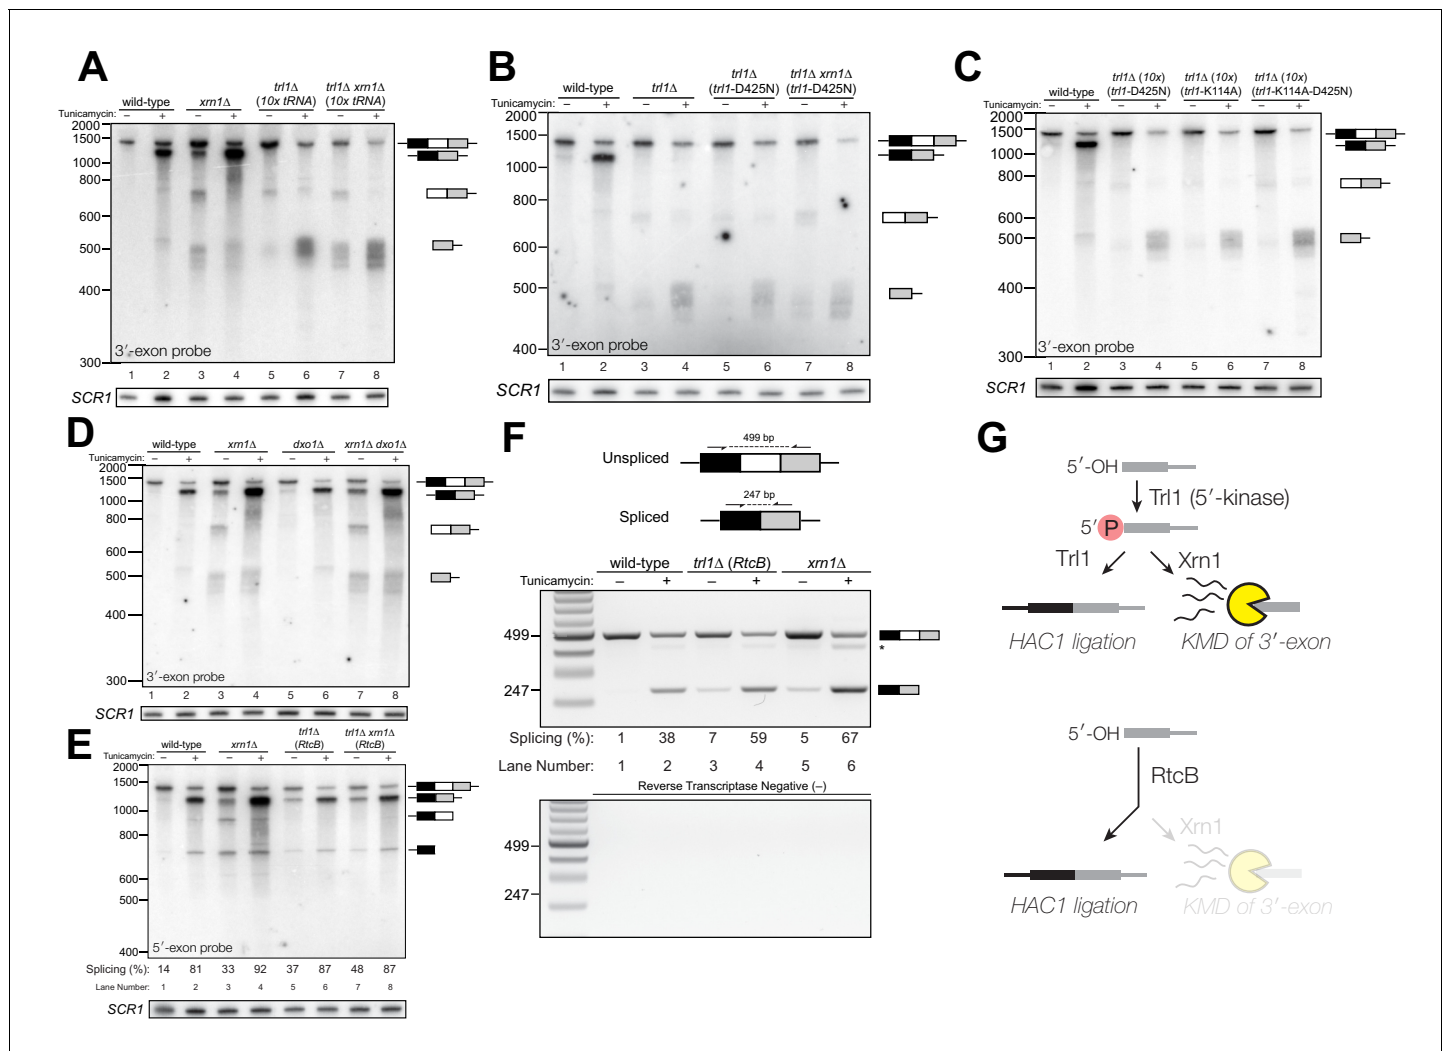 A
wild-type xrn1Δ trl1Δ (10x tRNA) trl1Δ xrn1Δ (10x tRNA)
Tunicamycin: – + – + – + – +
2000
1500
1000
800
600
500
400
300
3′-exon probe
1 2 3 4 5 6 7 8
SCR1
B
wild-type trl1Δ trl1Δ (trl1-D425N) trl1Δ xrn1Δ (trl1-D425N)
Tunicamycin: – + – + – + – +
2000
1500
1000
800
600
500
400
3′-exon probe
1 2 3 4 5 6 7 8
SCR1
C
wild-type trl1Δ (10x) (trl1-D425N) trl1Δ (10x) (trl1-K114A) trl1Δ (10x) (trl1-K114A-D425N)
Tunicamycin: – + – + – + – +
2000
1500
1000
800
600
500
400
300
3′-exon probe
1 2 3 4 5 6 7 8
SCR1
D
wild-type xrn1Δ dxo1Δ xrn1Δ dxo1Δ
Tunicamycin: – + – + – + – +
2000
1500
1000
800
600
500
400
300
3′-exon probe
1 2 3 4 5 6 7 8
SCR1
E
wild-type xrn1Δ trl1Δ (RtcB) trl1Δ xrn1Δ (RtcB)
Tunicamycin: – + – + – + – +
2000
1500
1000
800
600
500
400
5′-exon probe
Splicing (%): 14 81 33 92 37 87 48 87
Lane Number: 1 2 3 4 5 6 7 8
SCR1
F
499 bp
Unspliced
247 bp
Spliced
wild-type trl1Δ (RtcB) xrn1Δ
Tunicamycin: – + – + – +
499
*
247
Splicing (%): 1 38 7 59 5 67
Lane Number: 1 2 3 4 5 6
Reverse Transcriptase Negative (–)
499
247
G
5′-OH
Trl1 (5′-kinase)
5′ P
Trl1 Xrn1
HAC1 ligation KMD of 3′-exon
5′-OH
RtcB
Xrn1
HAC1 ligation KMD of 3′-exon